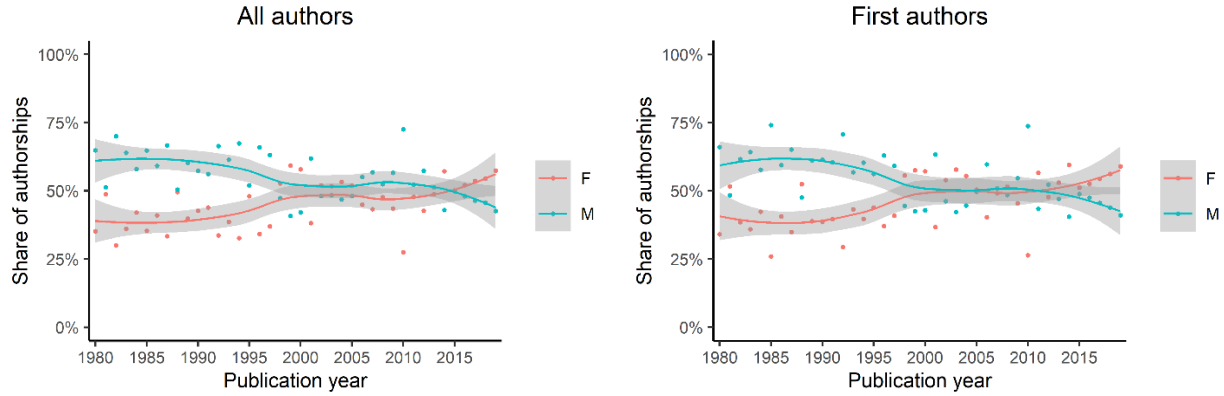 All authors
100%
75%
50%
25%
0%
Share of authorships
1980 1985 1990 1995 2000 2005 2010 2015
Publication year
F
M
First authors
100%
75%
50%
25%
0%
Share of authorships
1980 1985 1990 1995 2000 2005 2010 2015
Publication year
F
M